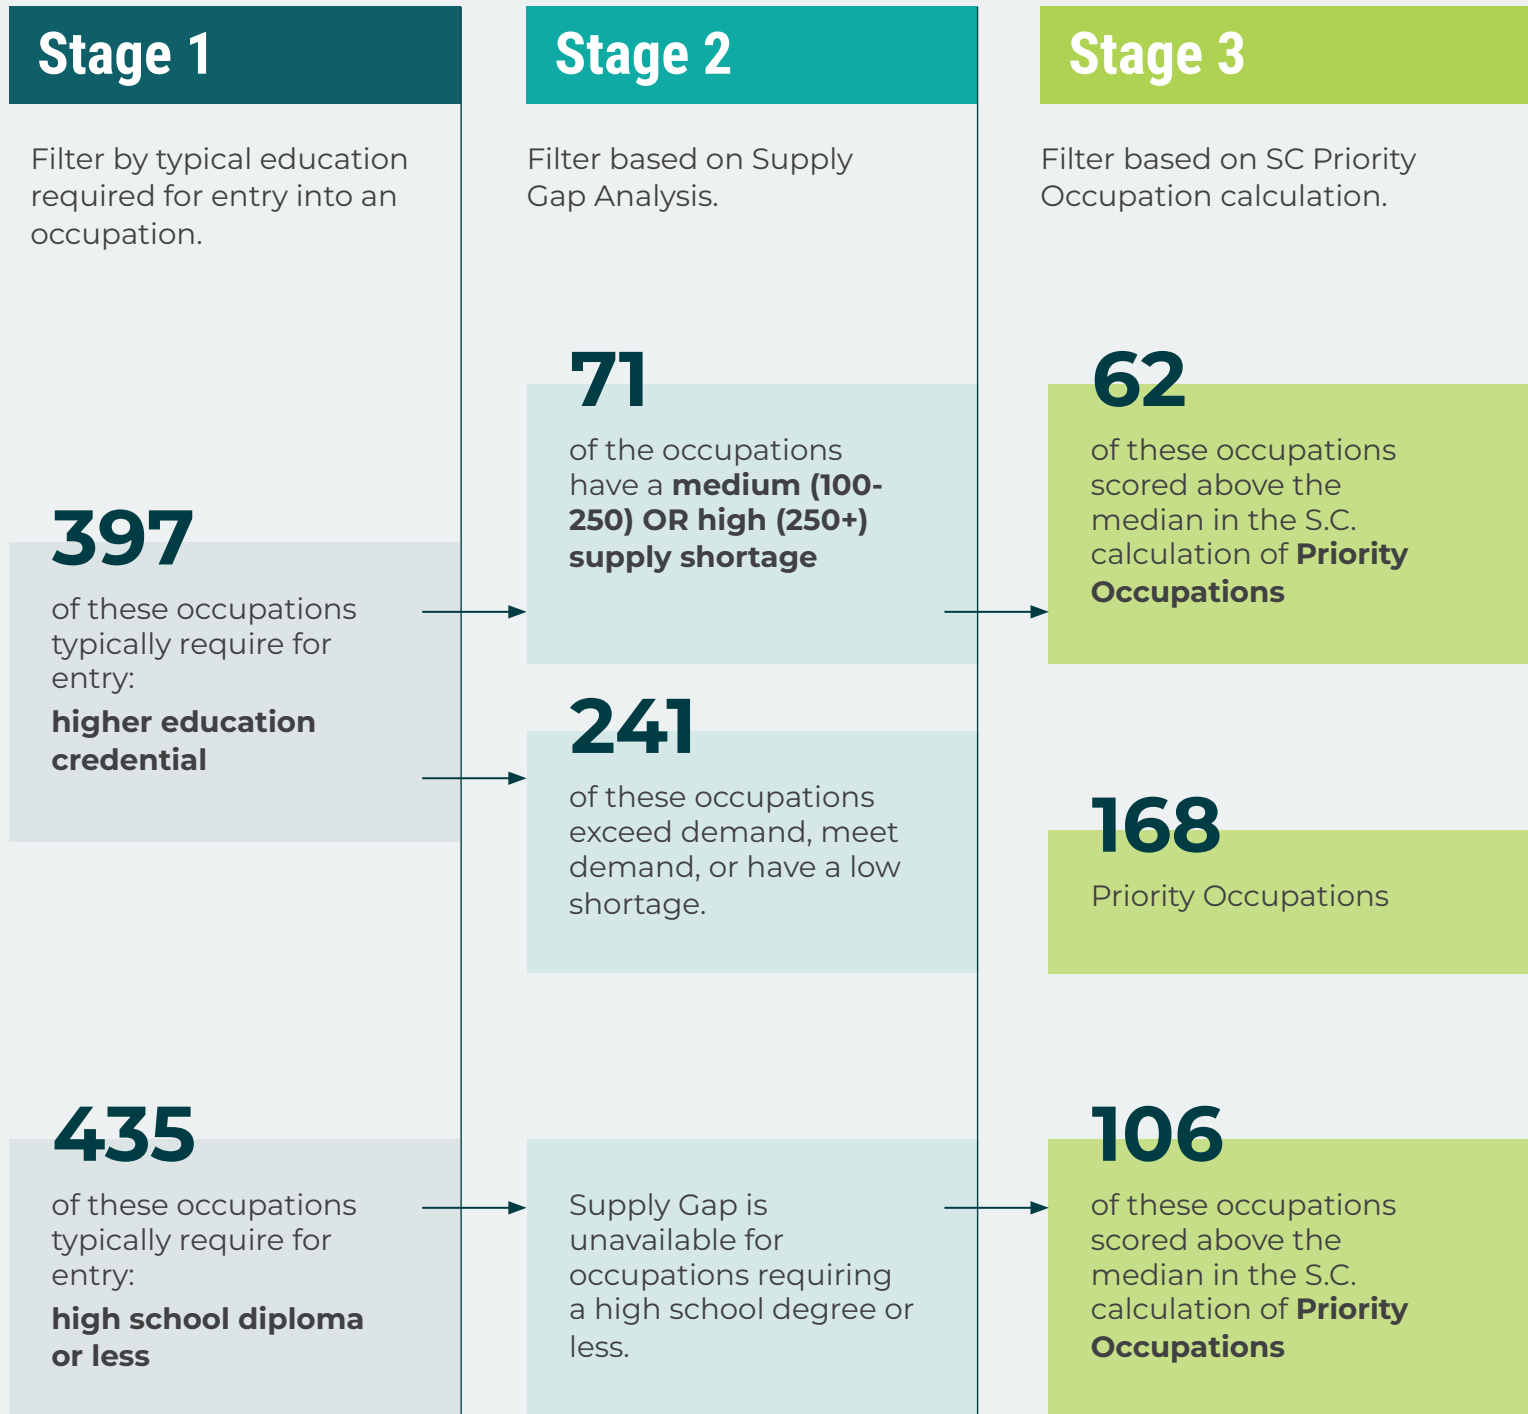 Stage 1
Filter by typical education
required for entry into an
occupation.
397
of these occupations
typically require for
entry:
higher education
credential
435
of these occupations
typically require for
entry:
high school diploma
or less
Stage 2
Filter based on Supply
Gap Analysis.
71
of the occupations
have a medium (100-
250) OR high (250+)
supply shortage
241
of these occupations
exceed demand, meet
demand, or have a low
shortage.
Supply Gap is
unavailable for
occupations requiring
a high school degree or
less.
Stage 3
Filter based on SC Priority
Occupation calculation.
62
of these occupations
scored above the
median in the S.C.
calculation of Priority
Occupations
168
Priority Occupations
106
of these occupations
scored above the
median in the S.C.
calculation of Priority
Occupations